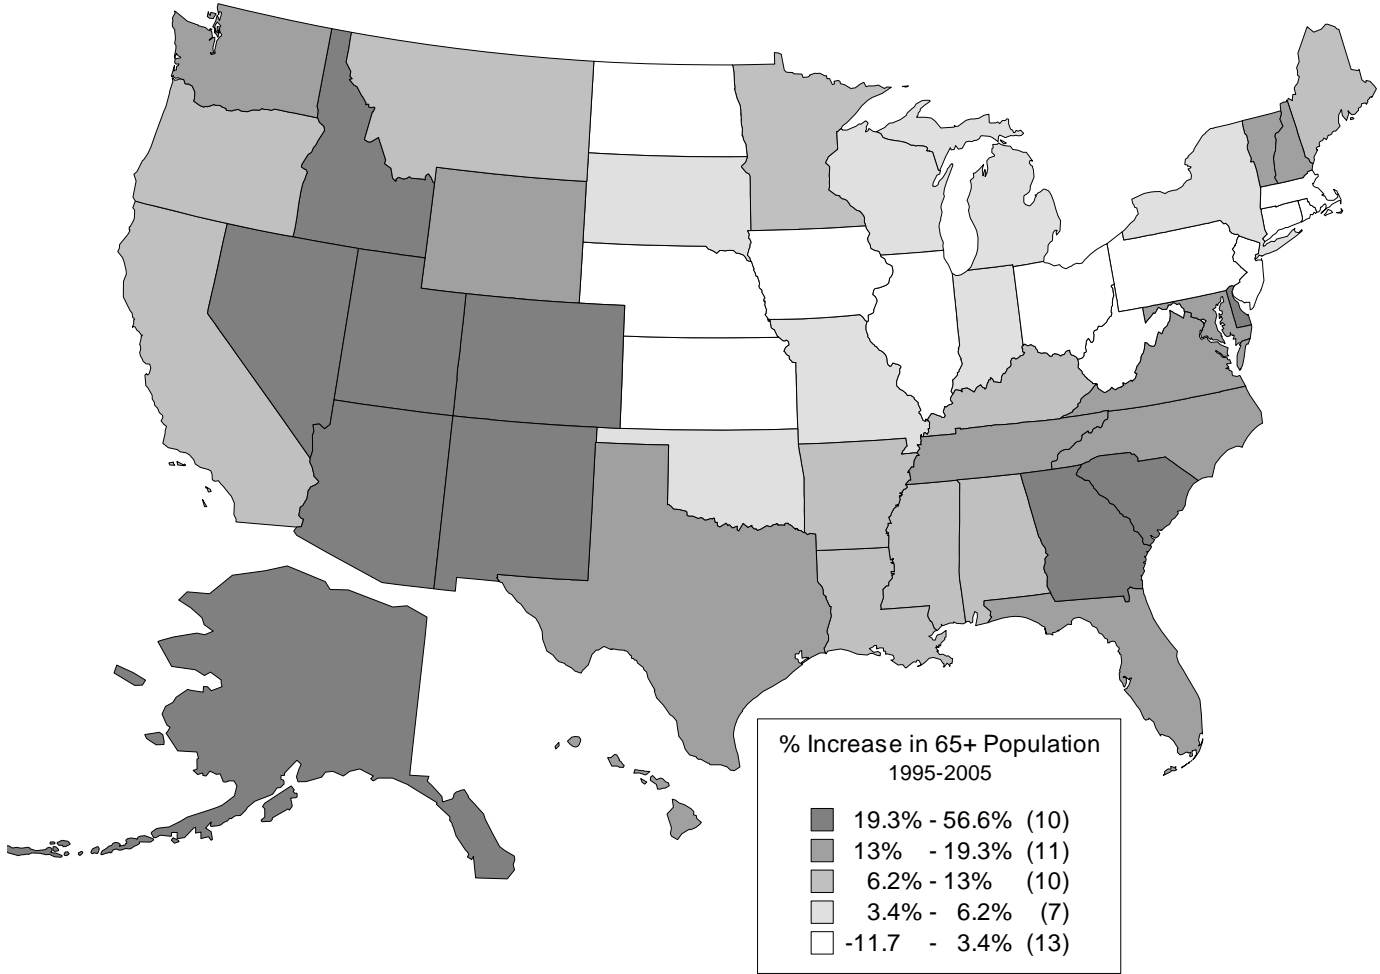 % Increase in 65+ Population
1995-2005
19.3% - 56.6% (10)
13% - 19.3% (11)
6.2% - 13% (10)
3.4% - 6.2% (7)
-11.7 - 3.4% (13)